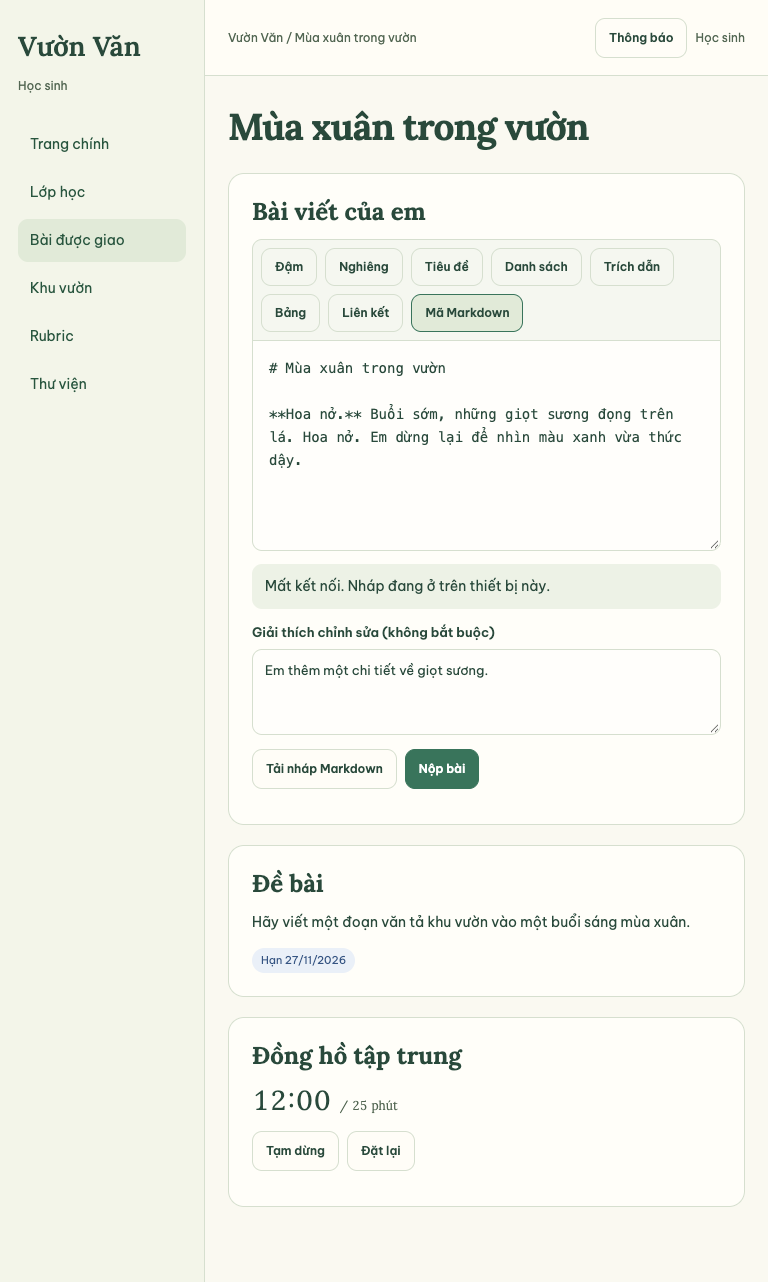 Vườn Văn
Học sinh
Trang chính
Lớp học
Bài được giao
Khu vườn
Rubric
Thư viện
Vườn Văn / Mùa xuân trong vườn
Thông báo
Học sinh
Mùa xuân trong vườn
Bài viết của em
Đậm
Nghiêng
Tiêu đề
Danh sách
Trích dẫn
Bảng
Liên kết
Mã Markdown
# Mùa xuân trong vườn
**Hoa nở.** Buổi sớm, những giọt sương đọng trên
lá. Hoa nở. Em dừng lại để nhìn màu xanh vừa thức
dậy.
Mất kết nối. Nháp đang ở trên thiết bị này.
Giải thích chỉnh sửa (không bắt buộc)
Em thêm một chi tiết về giọt sương.
Tải nháp Markdown
Nộp bài
Đề bài
Hãy viết một đoạn văn tả khu vườn vào một buổi sáng mùa xuân.
Hạn 27/11/2026
Đồng hồ tập trung
12:00 / 25 phút
Tạm dừng
Đặt lại